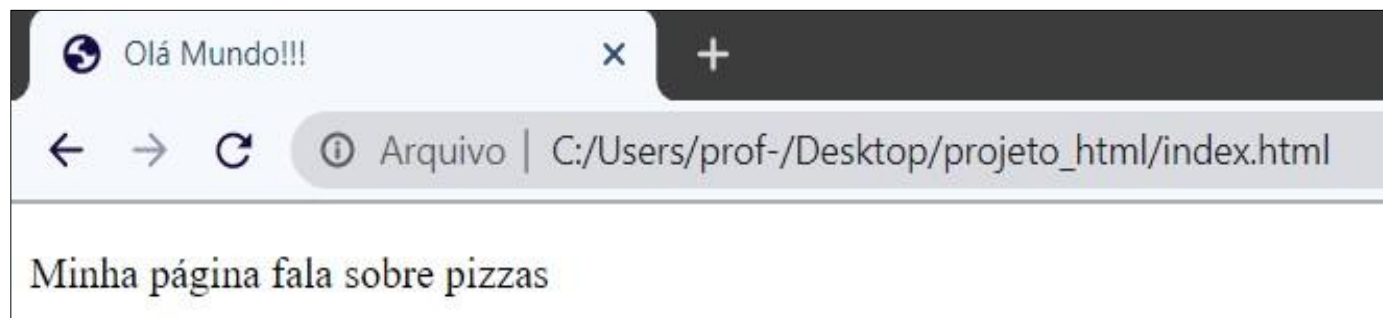 Olá Mundo!!!
Arquivo | C:/Users/prof-/Desktop/projeto_html/index.html
Minha página fala sobre pizzas